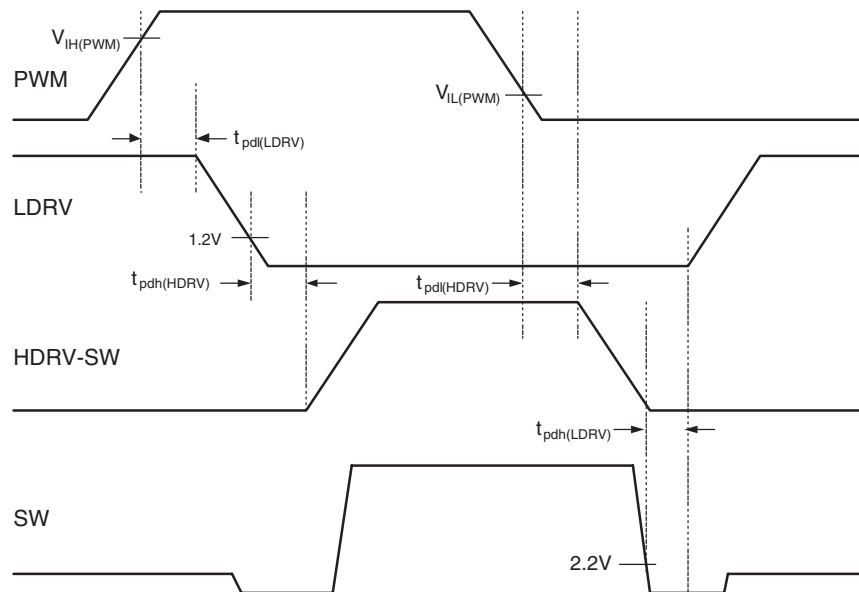 V_IH(PWM)
PWM
V_IL(PWM)
t_pdl(LDRV)
LDRV
1.2V
t_pdh(HDRV)
t_pdl(HDRV)
HDRV-SW
t_pdh(LDRV)
SW
2.2V